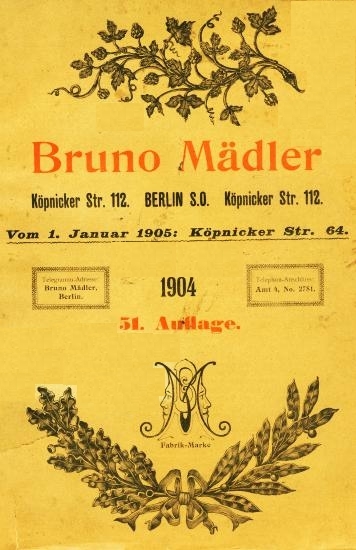 Bruno Mädler
Köpnicker Str. 112. BERLIN S.O. Köpnicker Str. 112.
Vom 1. Januar 1905: Köpnicker Str. 64.
Telegramm-Adresse:
Bruno Mädler,
Berlin.
1904
51. Auflage.
Telephon-Anschluss:
Amt 4, No. 2781.
BM
Fabrik-Marke